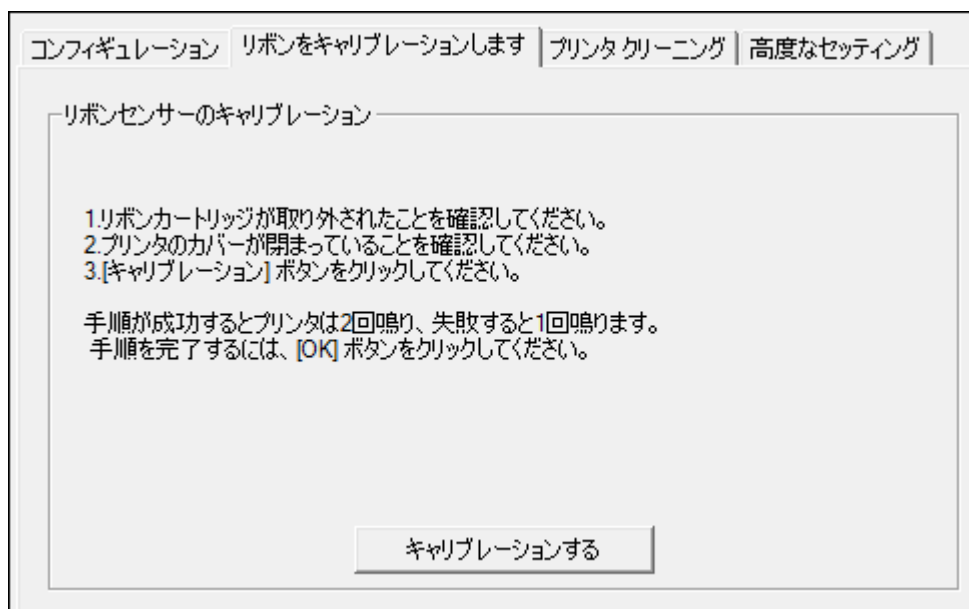 コンフィギュレーション
リボンをキャリブレーションします
プリンタ クリーニング
高度なセッティング
リボンセンサーのキャリブレーション
1.リボンカートリッジが取り外されたことを確認してください。
2.プリンタのカバーが閉まっていることを確認してください。
3.[キャリブレーション] ボタンをクリックしてください。
手順が成功するとプリンタは2回鳴り、失敗すると1回鳴ります。
手順を完了するには、[OK] ボタンをクリックしてください。
キャリブレーションする